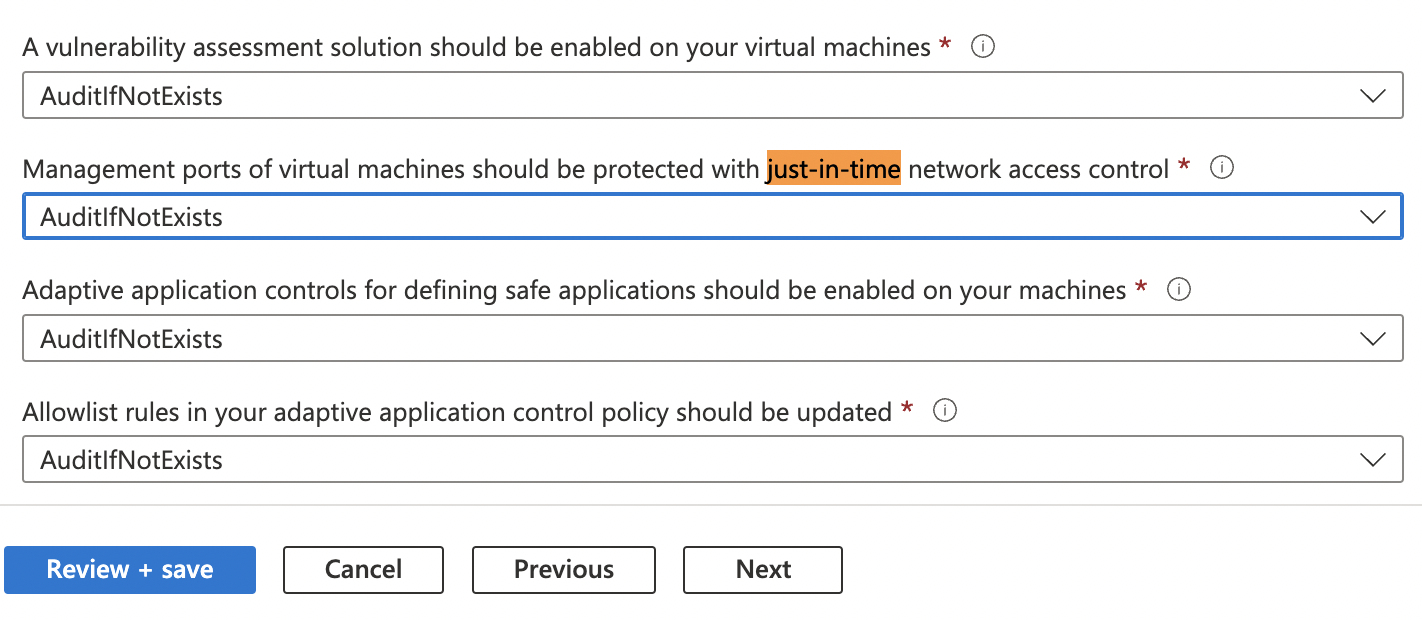 A vulnerability assessment solution should be enabled on your virtual machines *
AuditIfNotExists
Management ports of virtual machines should be protected with just-in-time network access control *
AuditIfNotExists
Adaptive application controls for defining safe applications should be enabled on your machines *
AuditIfNotExists
Allowlist rules in your adaptive application control policy should be updated *
AuditIfNotExists
Review + save Cancel Previous Next